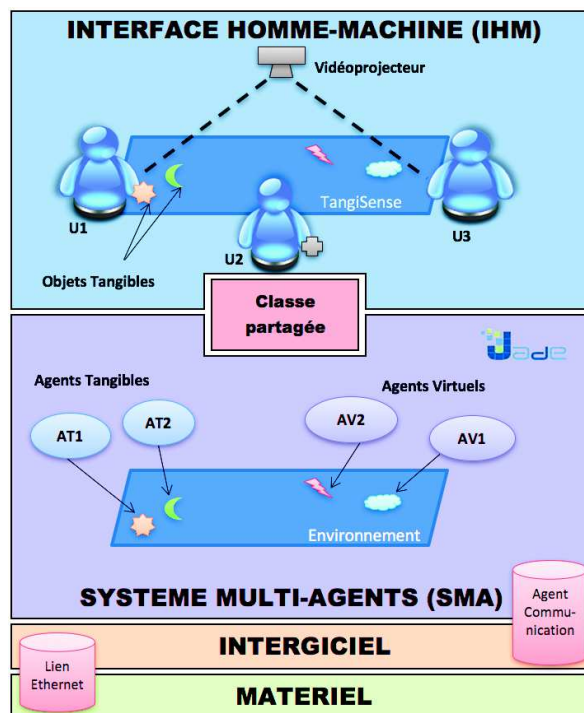 INTERFACE HOMME-MACHINE (IHM)
Vidéoprojecteur
TangiSense
U1
U2
U3
Objets Tangibles
Classe
partagée
Jade
Agents Tangibles
Agents Virtuels
AT1
AT2
AV2
AV1
Environnement
SYSTEME MULTI-AGENTS (SMA)
Agent
Commu-
nication
INTERGICIEL
Lien
Ethernet
MATERIEL